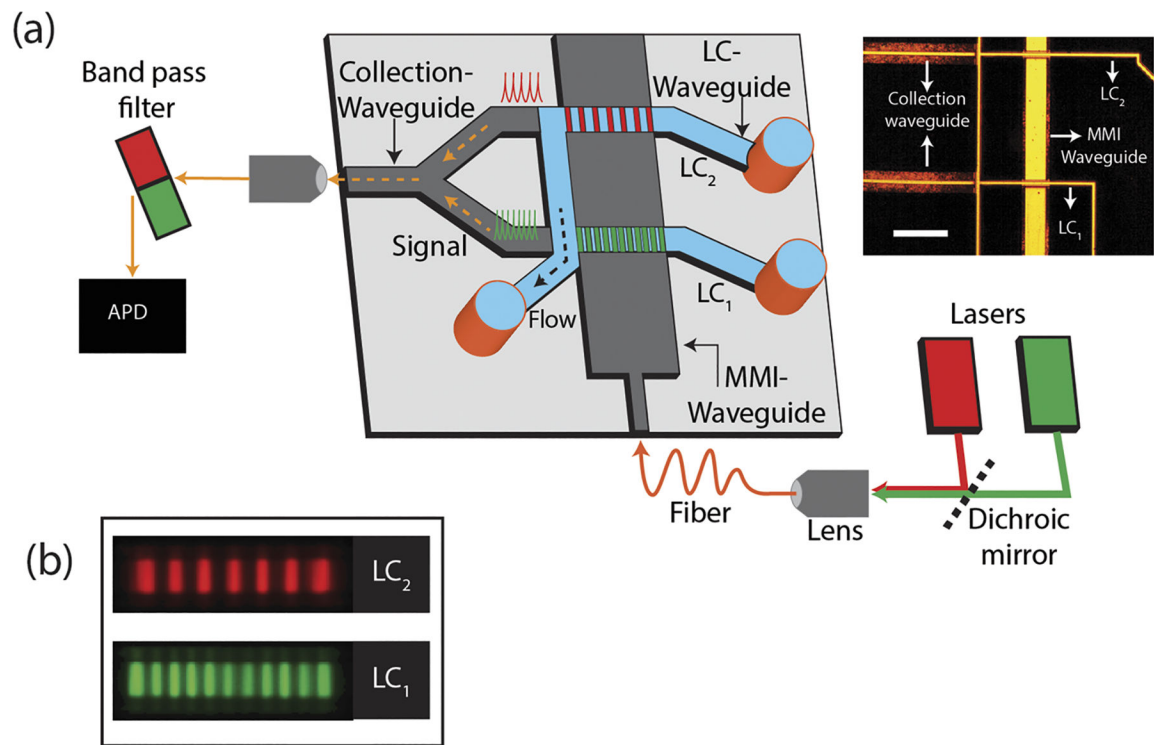 (a)
Band pass
filter
Collection-
Waveguide
LC-
Waveguide
LC2
Signal
LC1
Flow
APD
MMI-
Waveguide
Collection
waveguide
LC2
MMI
Waveguide
LC1
Lasers
Fiber
Lens
Dichroic
mirror
(b)
LC2
LC1